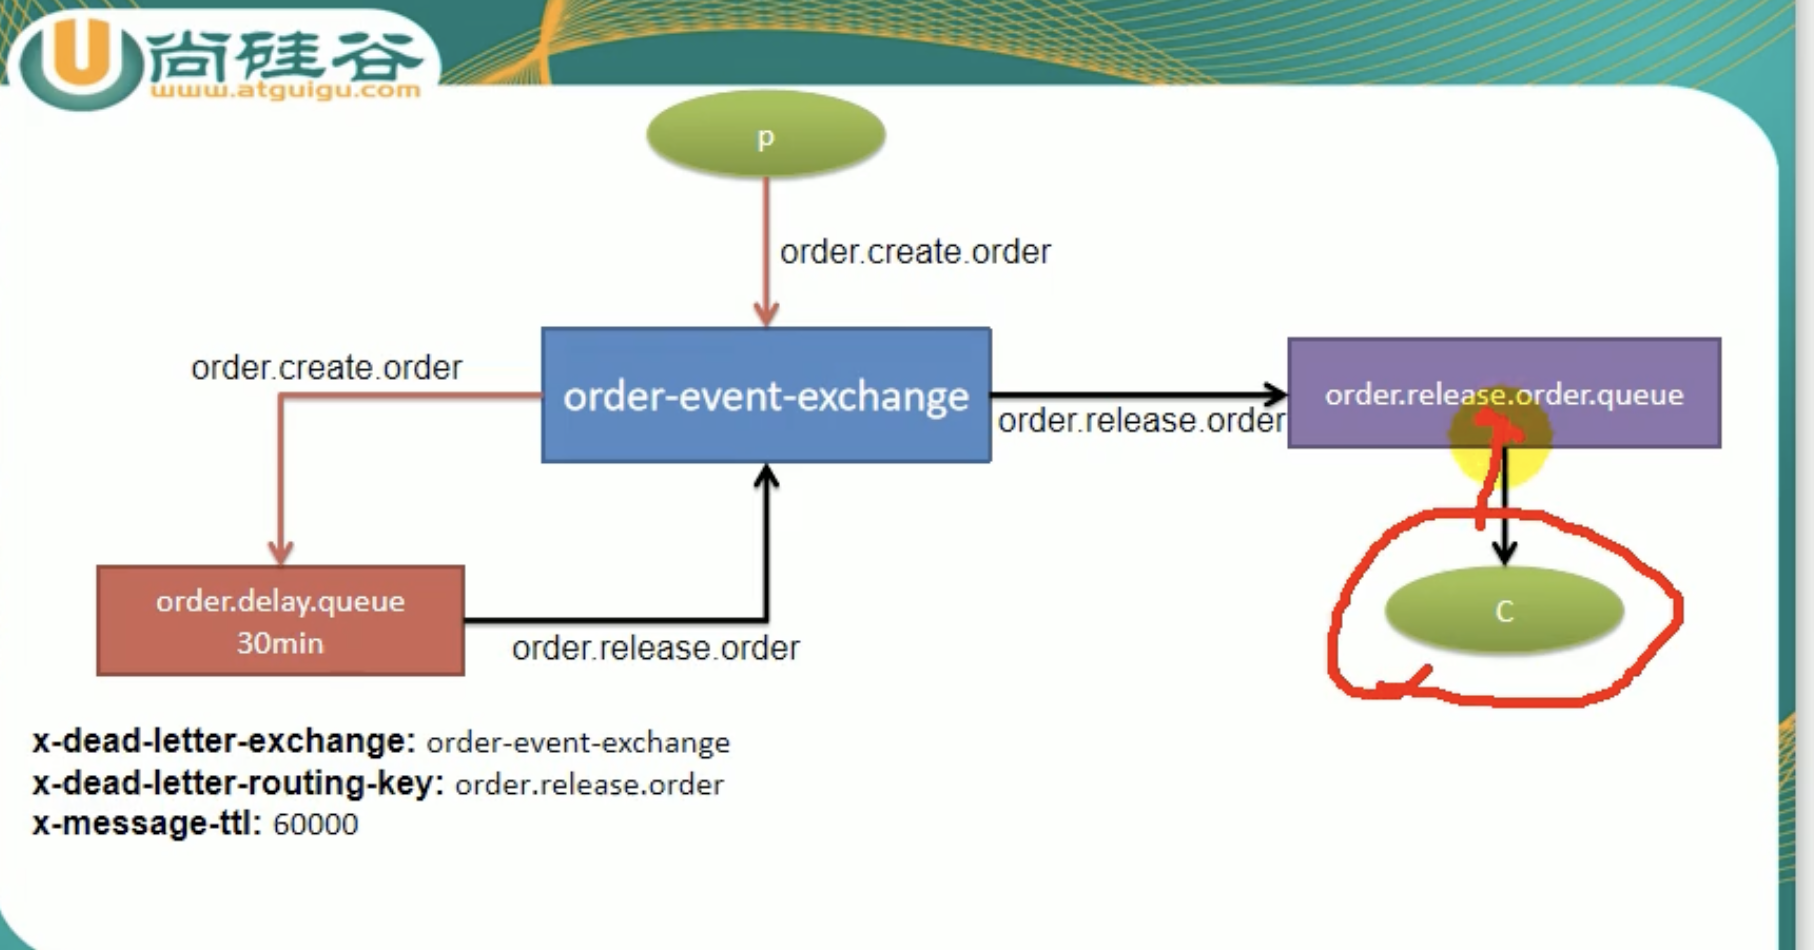 尚硅谷
www.atguigu.com
p
order.create.order
order.create.order
order-event-exchange
order.release.order
order.release.order.queue
order.delay.queue
30min
order.release.order
C
x-dead-letter-exchange: order-event-exchange
x-dead-letter-routing-key: order.release.order
x-message-ttl: 60000